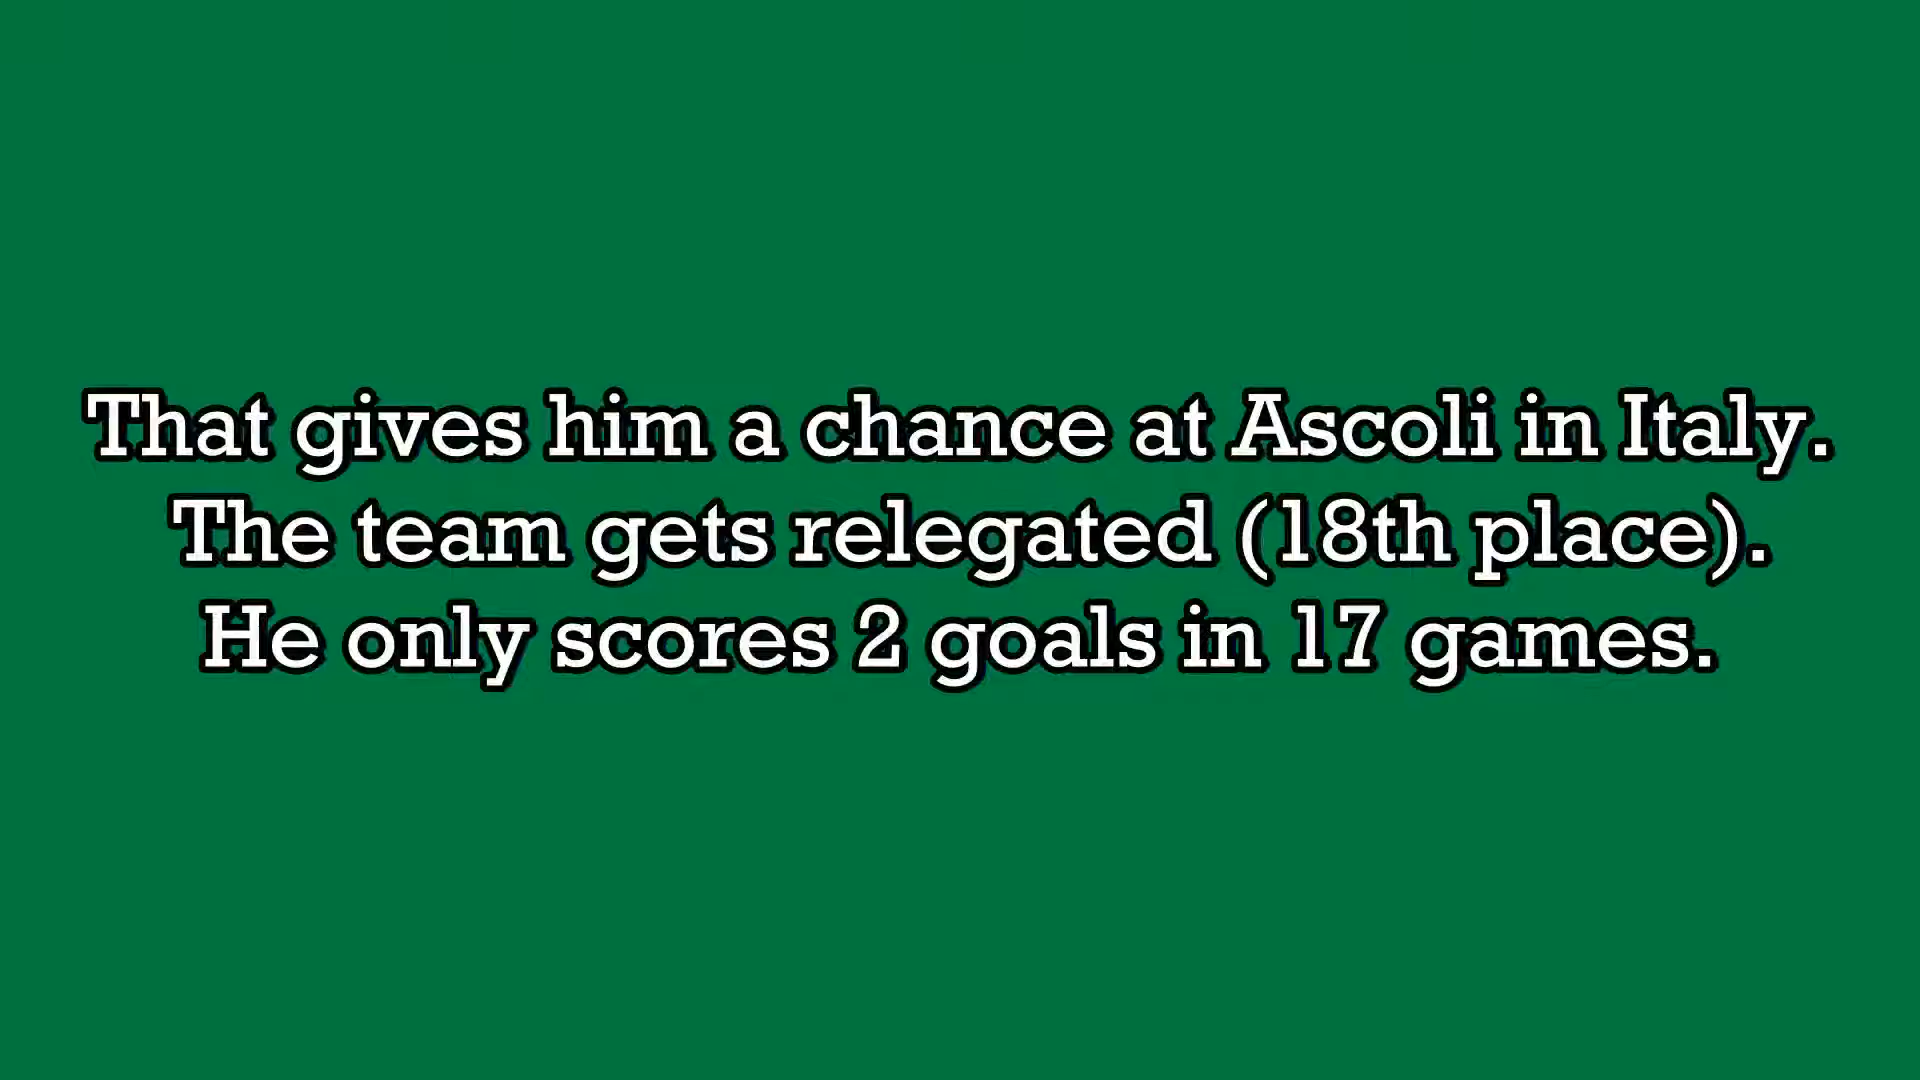 That gives him a chance at Ascoli in Italy.
The team gets relegated (18th place).
He only scores 2 goals in 17 games.